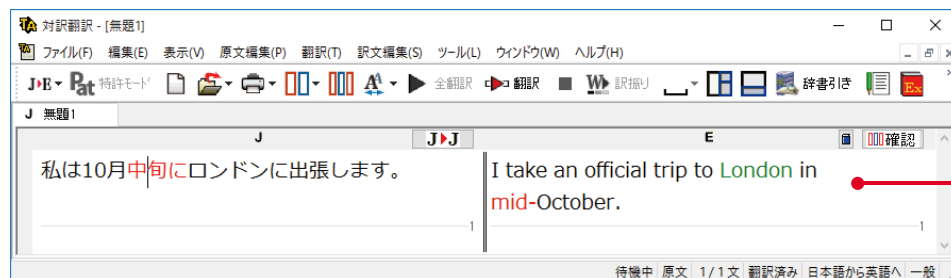 対訳翻訳 - [無題1]
ファイル(F) 編集(E) 表示(V) 原文編集(P) 翻訳(T) 訳文編集(S) ツール(L) ウィンドウ(W) ヘルプ(H)
J▶E Pat 特許モード A 全翻訳 翻訳 W 訳振り 辞書引き Ex
J 無題1
J J▶J E 確認
私は10月中旬にロンドンに出張します。
I take an official trip to London in
mid-October.
1 1
待機中 原文 1/1文 翻訳済み 日本語から英語へ 一般